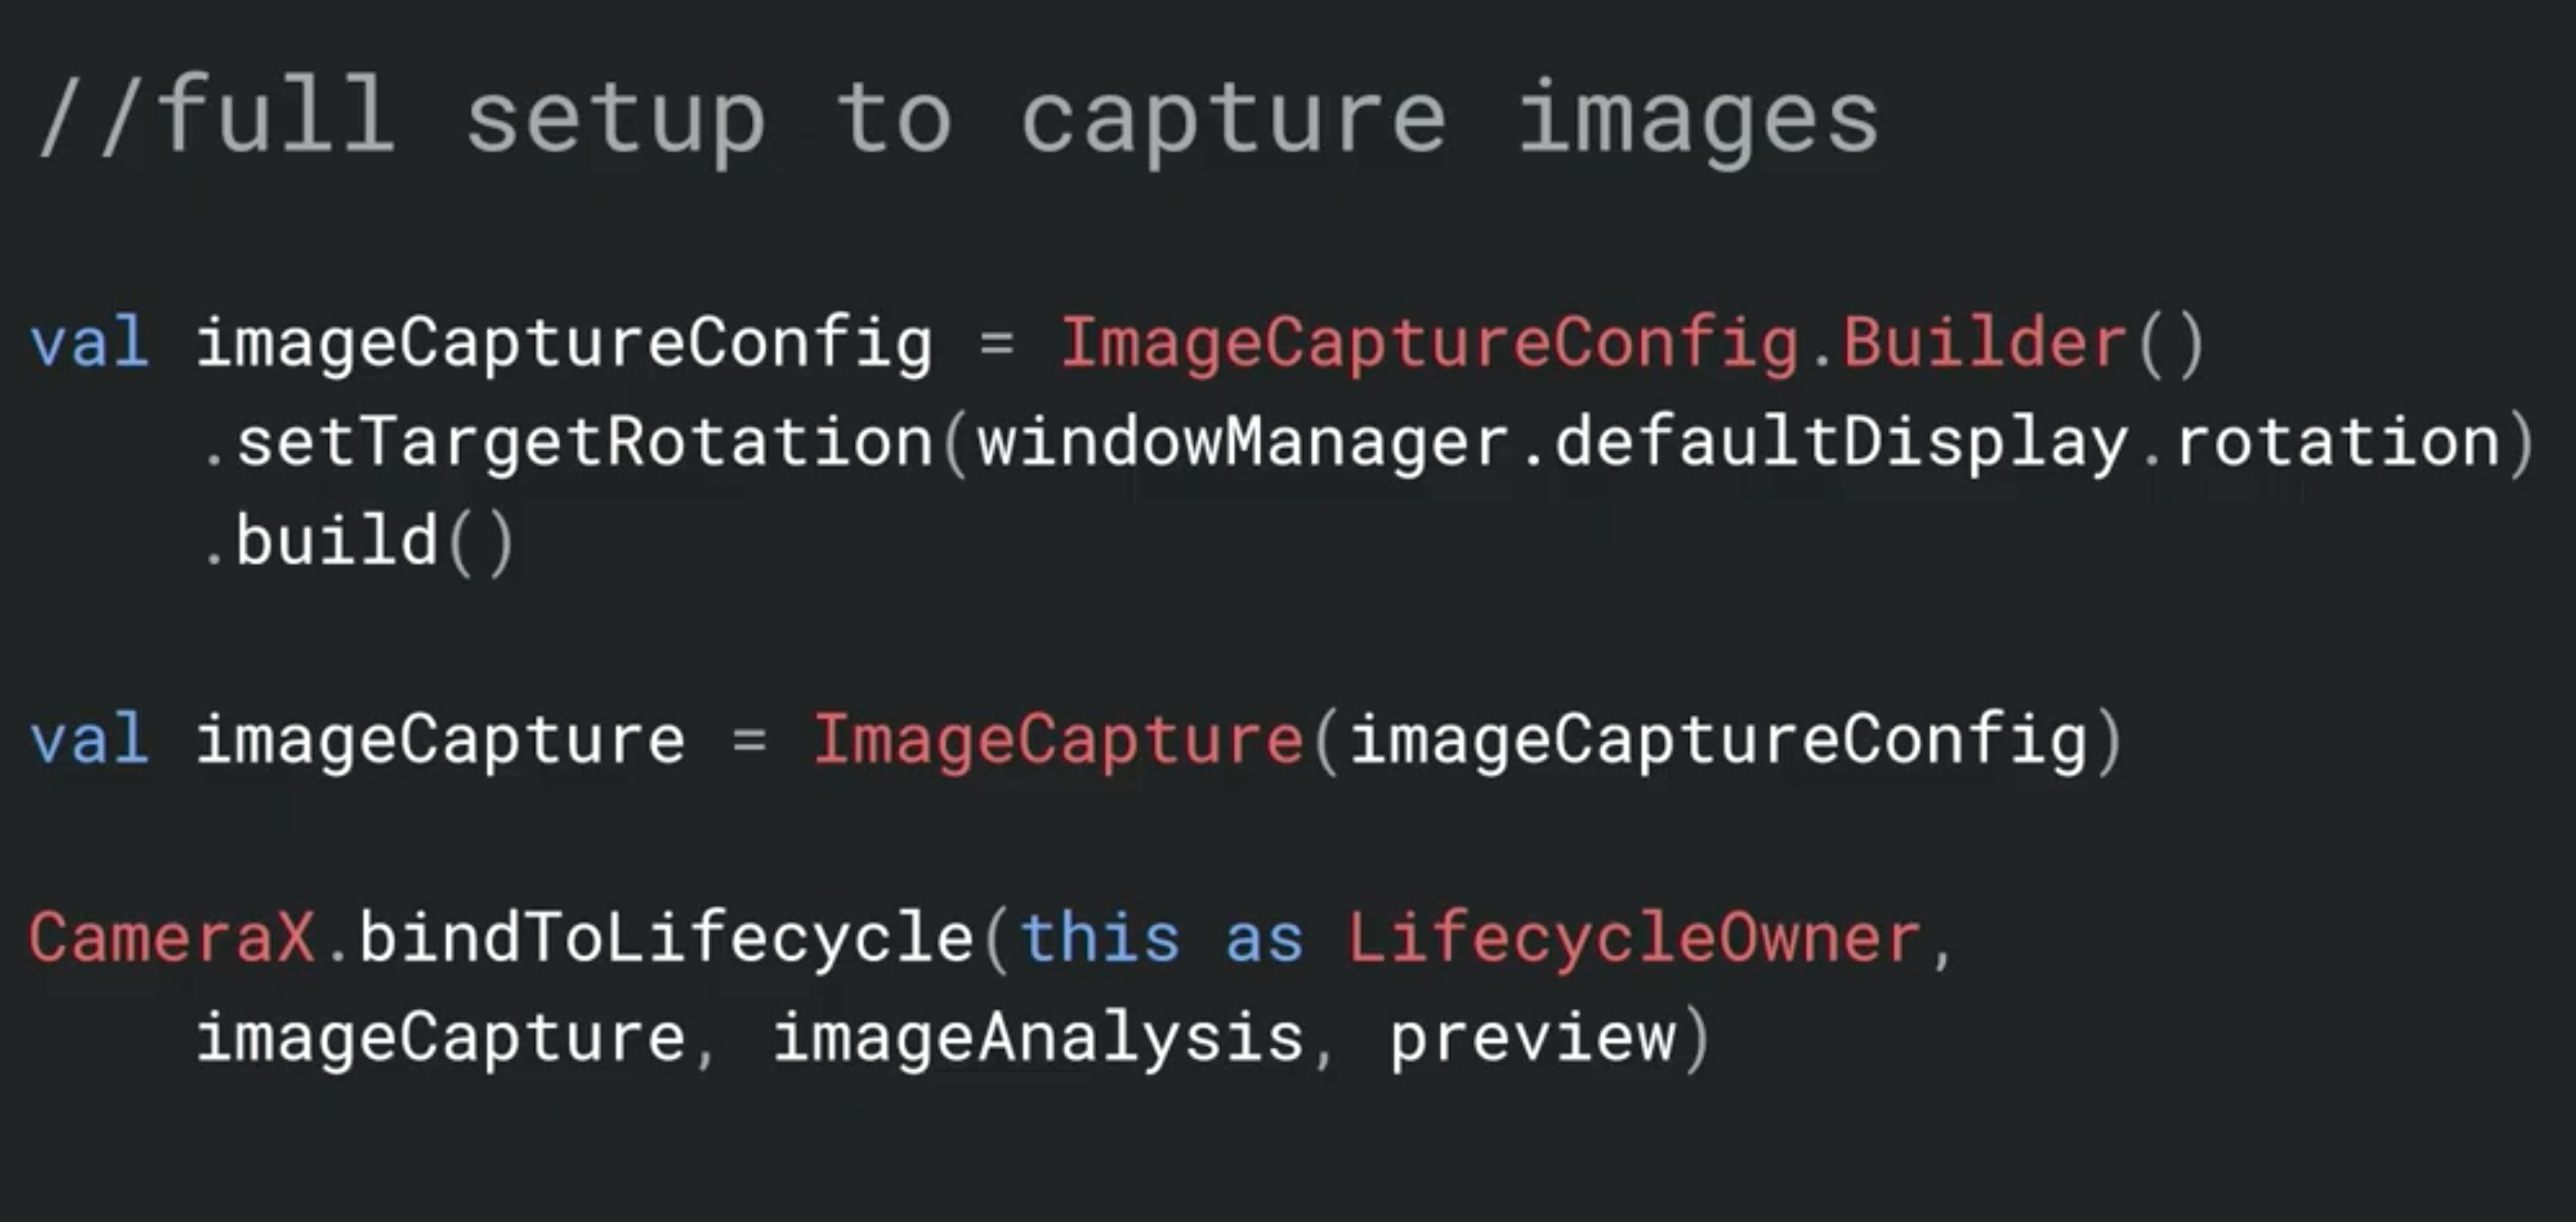 //full setup to capture images
val imageCaptureConfig = ImageCaptureConfig.Builder()
.setTargetRotation(windowManager.defaultDisplay.rotation)
.build()
val imageCapture = ImageCapture(imageCaptureConfig)
CameraX.bindToLifecycle(this as LifecycleOwner,
imageCapture, imageAnalysis, preview)